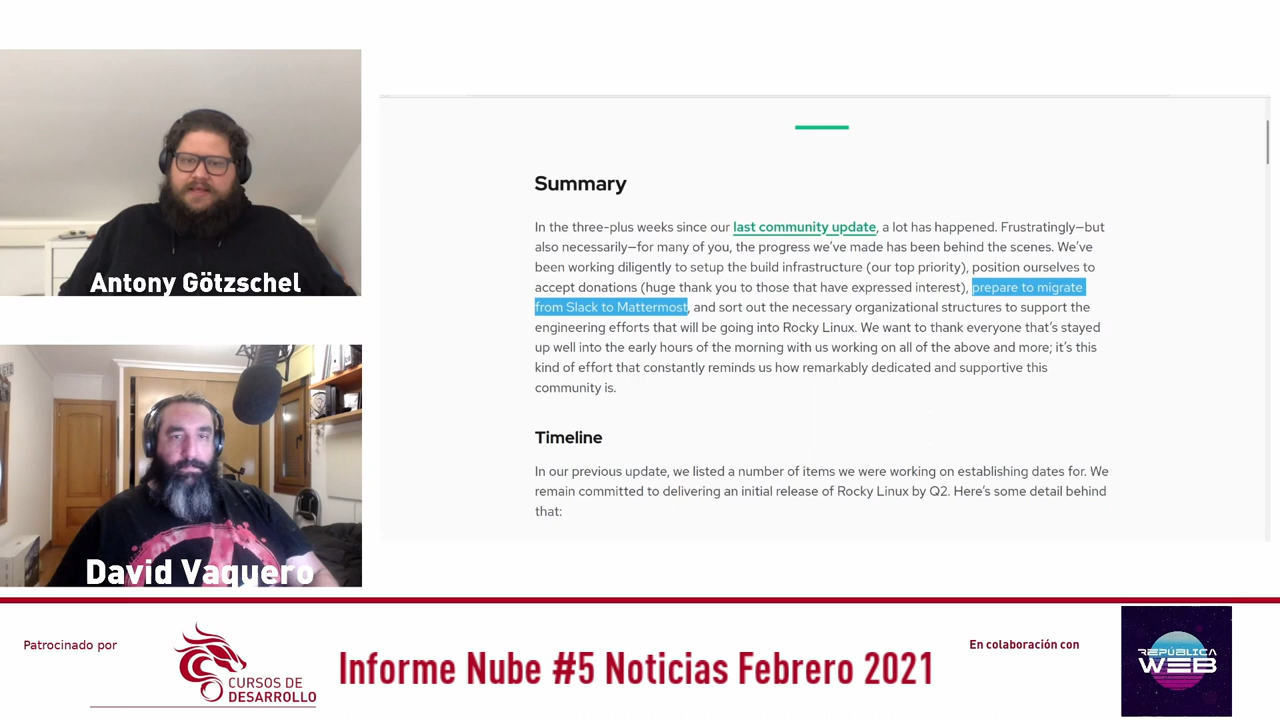 Antony Götzschel
David Vaquero
Summary
In the three-plus weeks since our last community update, a lot has happened. Frustratingly—but
also necessarily—for many of you, the progress we've made has been behind the scenes. We've
been working diligently to setup the build infrastructure (our top priority), position ourselves to
accept donations (huge thank you to those that have expressed interest), prepare to migrate
from Slack to Mattermost, and sort out the necessary organizational structures to support the
engineering efforts that will be going into Rocky Linux. We want to thank everyone that's stayed
up well into the early hours of the morning with us working on all of the above and more; it's this
kind of effort that constantly reminds us how remarkably dedicated and supportive this
community is.
Timeline
In our previous update, we listed a number of items we were working on establishing dates for. We
remain committed to delivering an initial release of Rocky Linux by Q2. Here's some detail behind
that:
Patrocinado por
CURSOS DE
DESARROLLO
Informe Nube #5 Noticias Febrero 2021
En colaboración con
REPÚBLICA
WEB